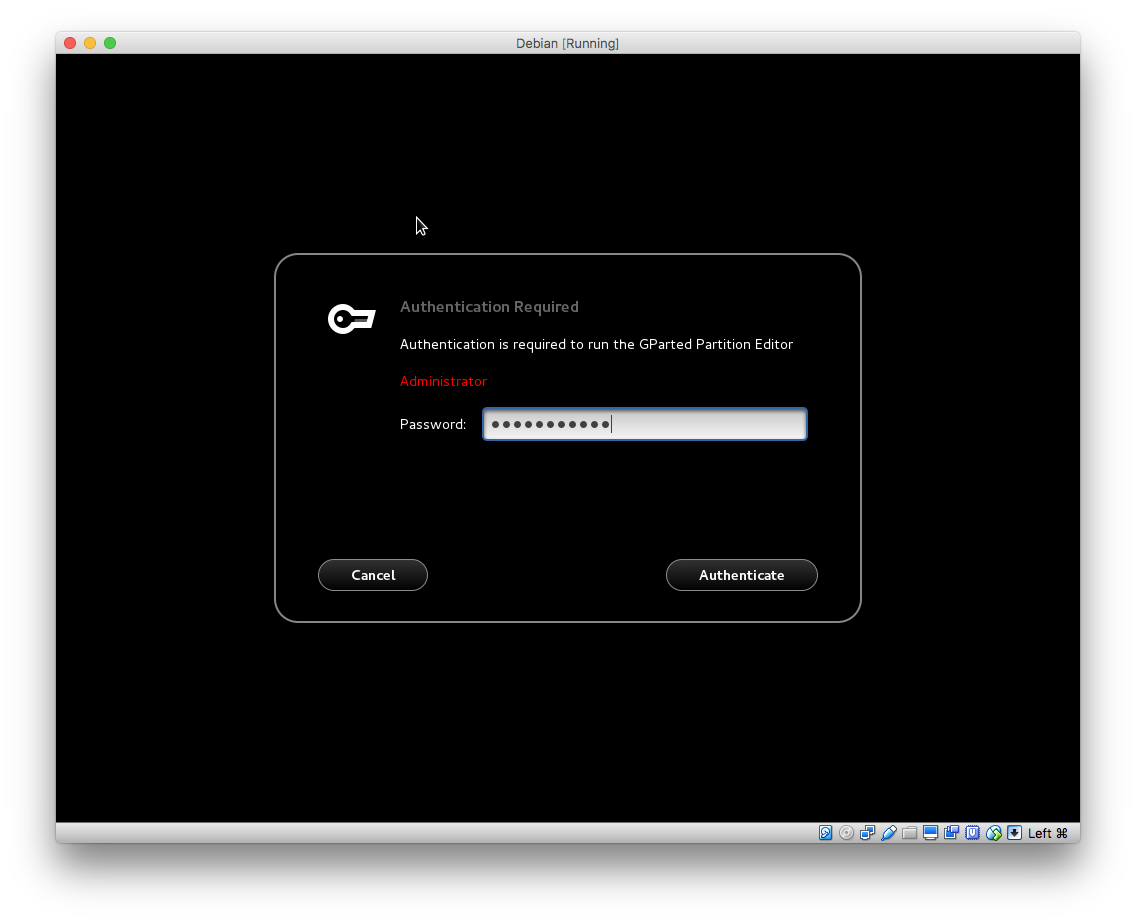 Debian [Running]
Authentication Required
Authentication is required to run the GParted Partition Editor
Administrator
Password: ●●●●●●●●●●●
Cancel
Authenticate
Left ⌘